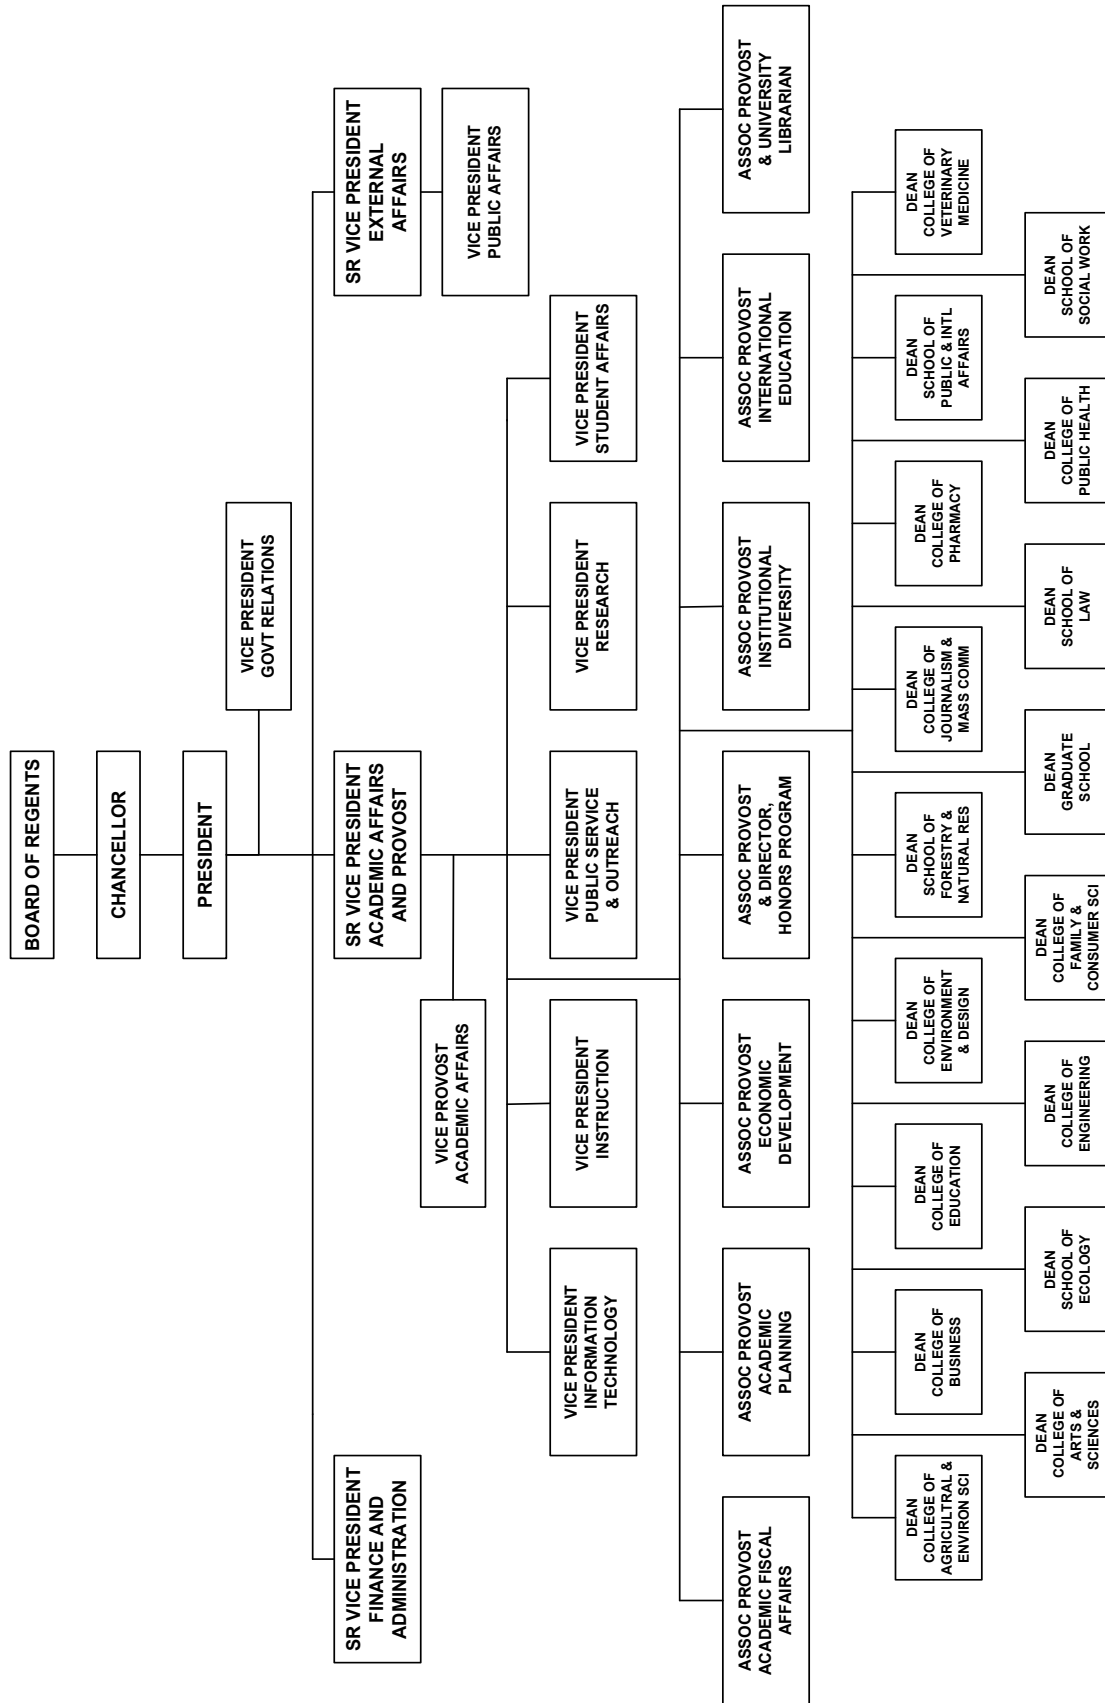 BOARD OF REGENTS
CHANCELLOR
PRESIDENT
VICE PRESIDENT
GOVT RELATIONS
SR VICE PRESIDENT
FINANCE AND
ADMINISTRATION
SR VICE PRESIDENT
ACADEMIC AFFAIRS
AND PROVOST
SR VICE PRESIDENT
EXTERNAL
AFFAIRS
VICE PROVOST
ACADEMIC AFFAIRS
VICE PRESIDENT
PUBLIC AFFAIRS
VICE PRESIDENT
INFORMATION
TECHNOLOGY
VICE PRESIDENT
INSTRUCTION
VICE PRESIDENT
PUBLIC SERVICE
& OUTREACH
VICE PRESIDENT
RESEARCH
VICE PRESIDENT
STUDENT AFFAIRS
ASSOC PROVOST
ACADEMIC FISCAL
AFFAIRS
ASSOC PROVOST
ACADEMIC
PLANNING
ASSOC PROVOST
ECONOMIC
DEVELOPMENT
ASSOC PROVOST
& DIRECTOR,
HONORS PROGRAM
ASSOC PROVOST
INSTITUTIONAL
DIVERSITY
ASSOC PROVOST
INTERNATIONAL
EDUCATION
ASSOC PROVOST
& UNIVERSITY
LIBRARIAN
DEAN
COLLEGE OF
AGRICULTRAL &
ENVIRON SCI
DEAN
COLLEGE OF
BUSINESS
DEAN
COLLEGE OF
EDUCATION
DEAN
COLLEGE OF
ENVIRONMENT
& DESIGN
DEAN
SCHOOL OF
FORESTRY &
NATURAL RES
DEAN
COLLEGE OF
JOURNALISM &
MASS COMM
DEAN
COLLEGE OF
PHARMACY
DEAN
SCHOOL OF
PUBLIC & INTL
AFFAIRS
DEAN
COLLEGE OF
VETERINARY
MEDICINE
DEAN
COLLEGE OF
ARTS &
SCIENCES
DEAN
SCHOOL OF
ECOLOGY
DEAN
COLLEGE OF
ENGINEERING
DEAN
COLLEGE OF
FAMILY &
CONSUMER SCI
DEAN
GRADUATE
SCHOOL
DEAN
SCHOOL OF
LAW
DEAN
COLLEGE OF
PUBLIC HEALTH
DEAN
SCHOOL OF
SOCIAL WORK